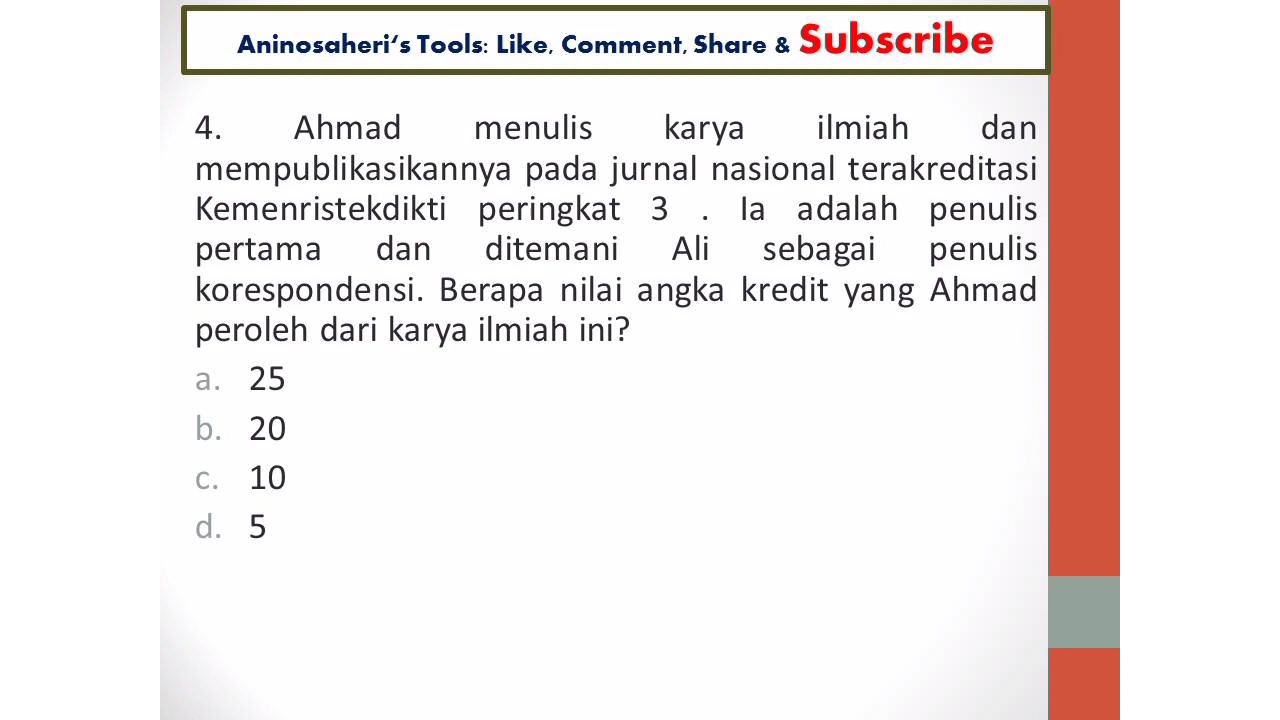 Aninosaheri's Tools: Like, Comment, Share & Subscribe
4. Ahmad menulis karya ilmiah dan
mempublikasikannya pada jurnal nasional terakreditasi
Kemenristekdikti peringkat 3 . Ia adalah penulis
pertama dan ditemani Ali sebagai penulis
korespondensi. Berapa nilai angka kredit yang Ahmad
peroleh dari karya ilmiah ini?
a. 25
b. 20
c. 10
d. 5